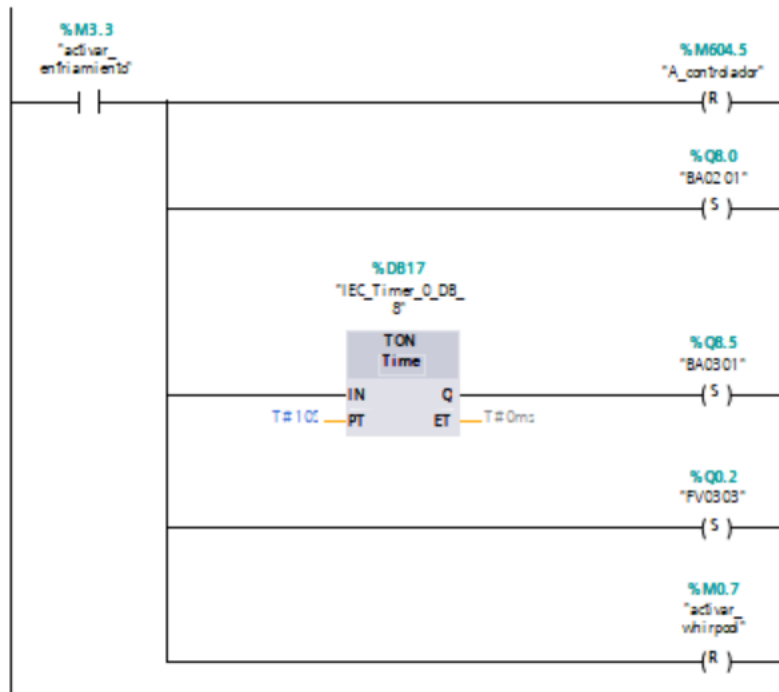 %M3.3
"activar_
enfriamiento"
%M604.5
"A_controlador"
R
%Q8.0
"BA0201"
S
%DB17
"IEC_Timer_0_DB_
8"
TON
Time
IN
Q
T#10S
PT
ET
T#0ms
%Q8.5
"BA0301"
S
%Q0.2
"FV0303"
S
%M0.7
"activar_
whirpool"
R